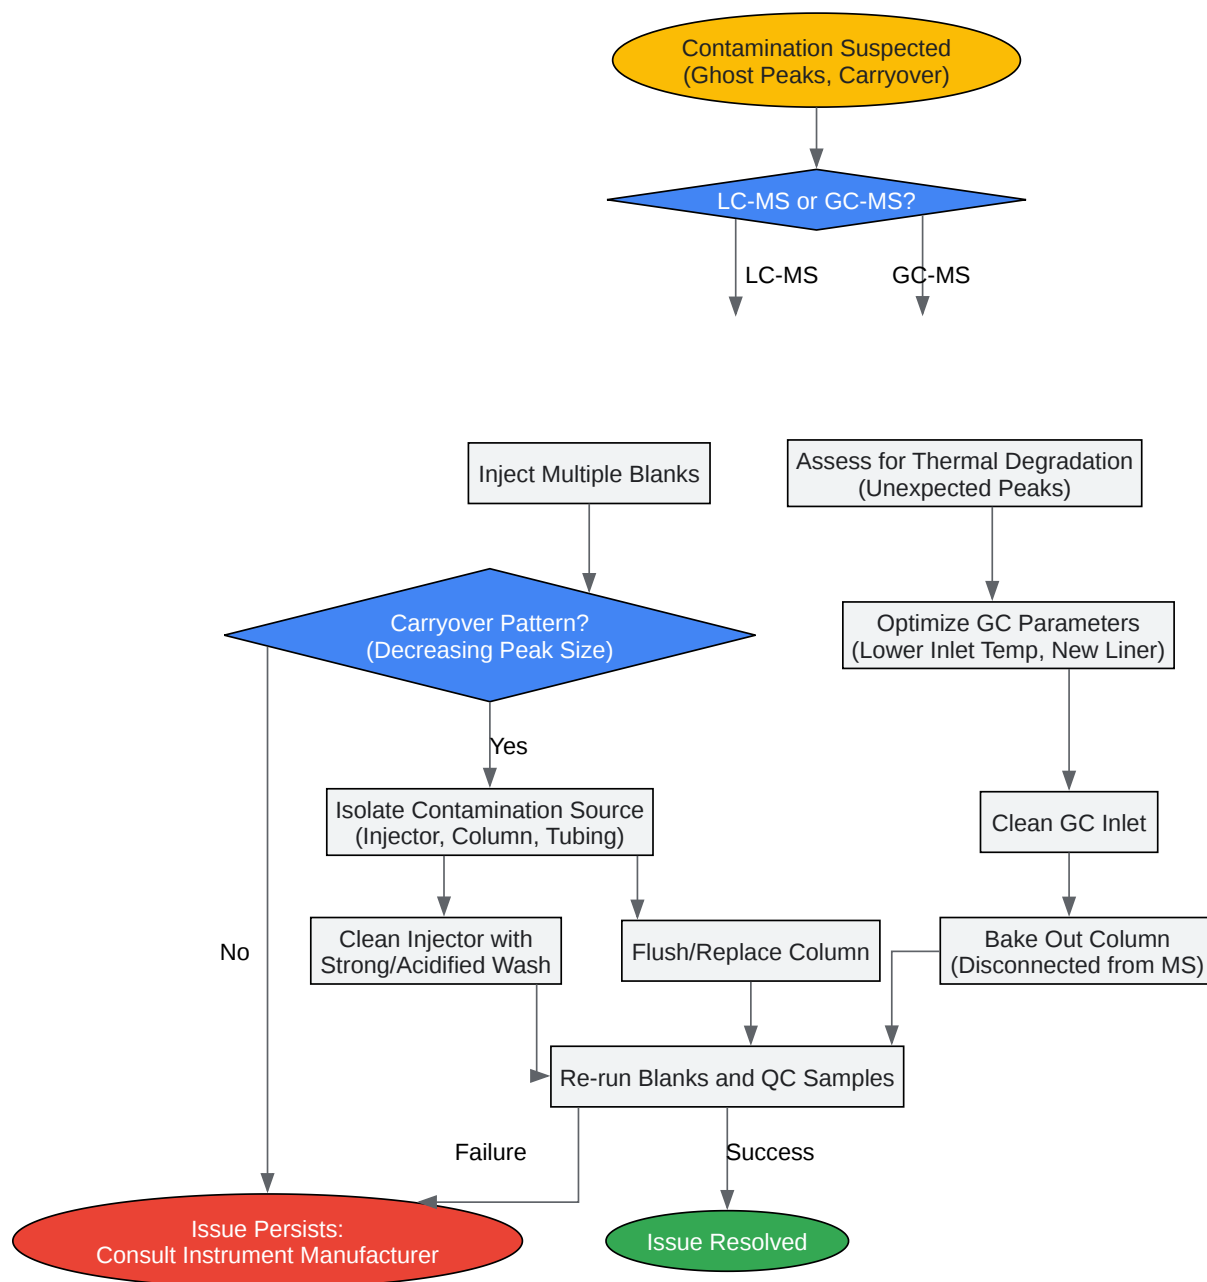 Contamination Suspected
(Ghost Peaks, Carryover)
LC-MS or GC-MS?
LC-MS
GC-MS
Inject Multiple Blanks
Assess for Thermal Degradation
(Unexpected Peaks)
Carryover Pattern?
(Decreasing Peak Size)
Optimize GC Parameters
(Lower Inlet Temp, New Liner)
Yes
Isolate Contamination Source
(Injector, Column, Tubing)
Clean GC Inlet
No
Clean Injector with
Strong/Acidified Wash
Flush/Replace Column
Bake Out Column
(Disconnected from MS)
Re-run Blanks and QC Samples
Failure
Success
Issue Persists:
Consult Instrument Manufacturer
Issue Resolved